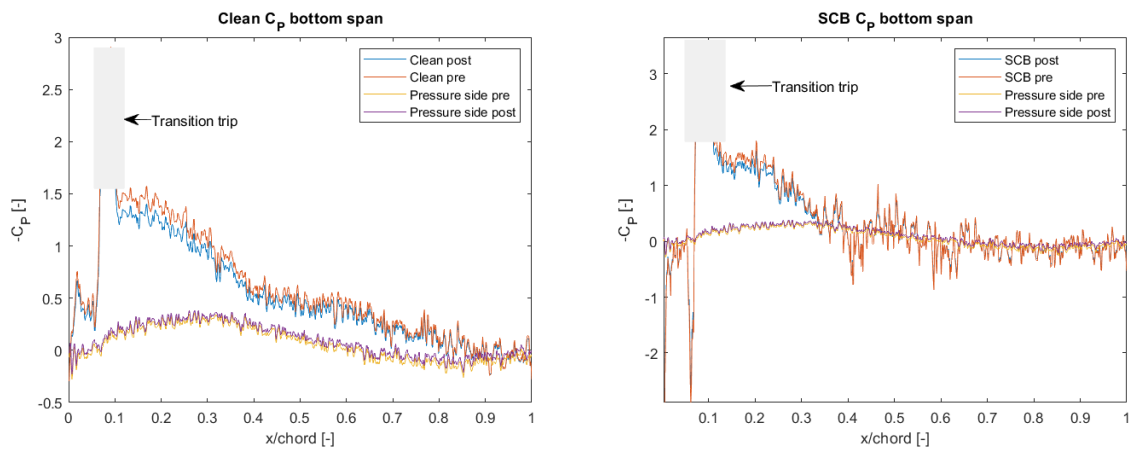 Clean C_P bottom span
3
2.5
2
1.5
1
0.5
0
-0.5
-C_P [-]
0 0.1 0.2 0.3 0.4 0.5 0.6 0.7 0.8 0.9 1
x/chord [-]
Transition trip
Clean post
Clean pre
Pressure side pre
Pressure side post
SCB C_P bottom span
3
2
1
0
-1
-2
-C_P [-]
0.1 0.2 0.3 0.4 0.5 0.6 0.7 0.8 0.9 1
x/chord [-]
Transition trip
SCB post
SCB pre
Pressure side pre
Pressure side post